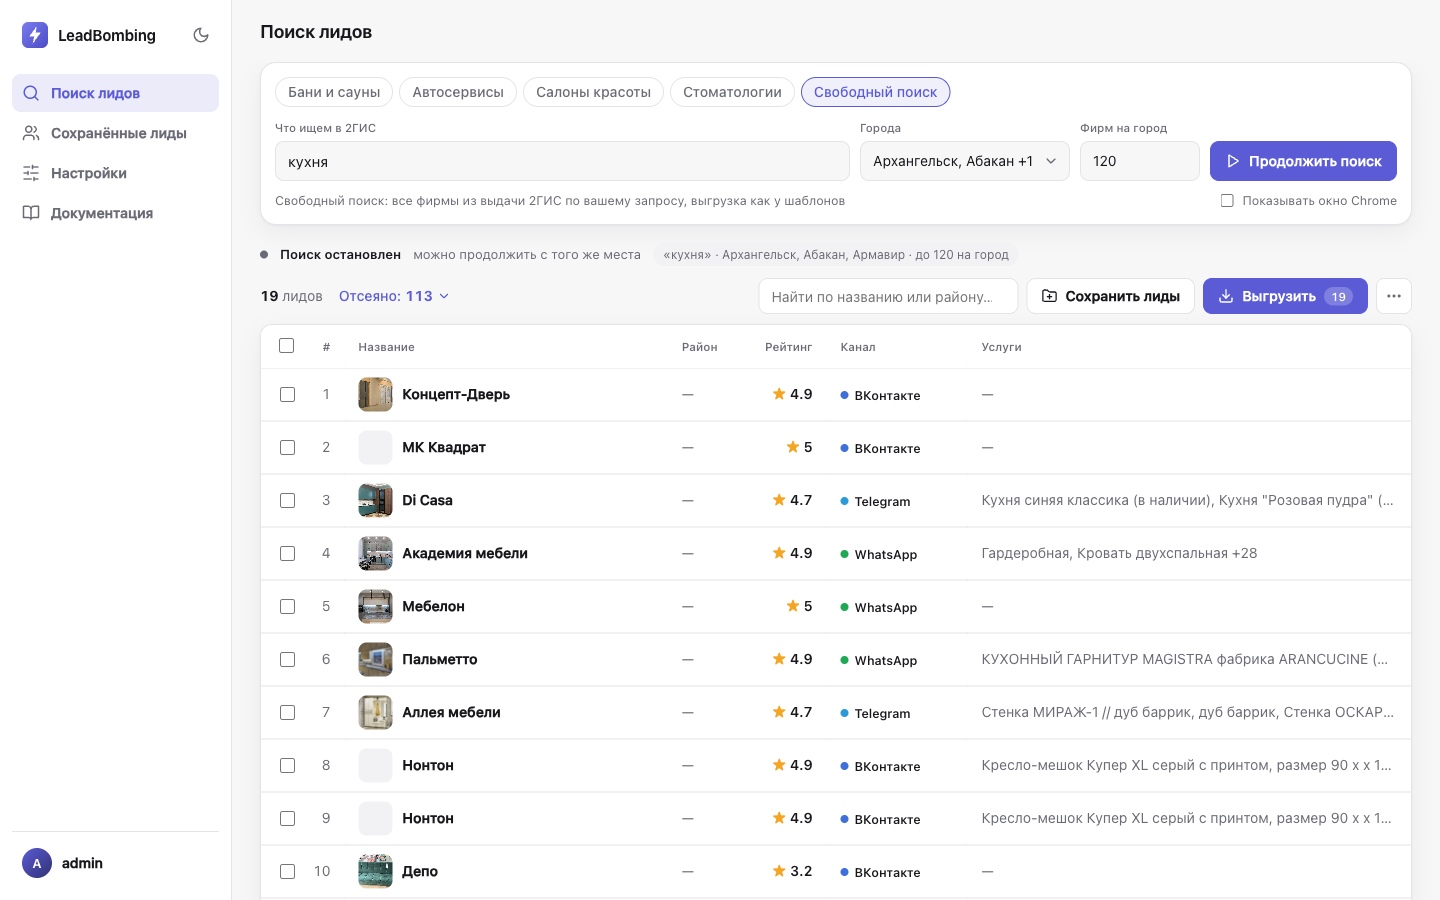 LeadBombing
Поиск лидов
Сохранённые лиды
Настройки
Документация
A admin
Поиск лидов
Бани и сауны Автосервисы Салоны красоты Стоматологии Свободный поиск
Что ищем в 2ГИС Города Фирм на город
кухня Архангельск, Абакан +1 120 Продолжить поиск
Свободный поиск: все фирмы из выдачи 2ГИС по вашему запросу, выгрузка как у шаблонов Показывать окно Chrome
Поиск остановлен можно продолжить с того же места «кухня» · Архангельск, Абакан, Армавир · до 120 на город
19 лидов Отсеяно: 113 Найти по названию или району... Сохранить лиды Выгрузить 19 ...
# Название Район Рейтинг Канал Услуги
1 Концепт-Дверь — 4.9 ВКонтакте —
2 МК Квадрат — 5 ВКонтакте —
3 Di Casa — 4.7 Telegram Кухня синяя классика (в наличии), Кухня "Розовая пудра" (...
4 Академия мебели — 4.9 WhatsApp Гардеробная, Кровать двухспальная +28
5 Мебелон — 5 WhatsApp —
6 Пальметто — 4.9 WhatsApp КУХОННЫЙ ГАРНИТУР MAGISTRA фабрика ARANCUCINE (...
7 Аллея мебели — 4.7 Telegram Стенка МИРАЖ-1 // дуб баррик, дуб баррик, Стенка ОСКАР...
8 Нонтон — 4.9 ВКонтакте Кресло-мешок Купер XL серый с принтом, размер 90 х х 1...
9 Нонтон — 4.9 ВКонтакте Кресло-мешок Купер XL серый с принтом, размер 90 х х 1...
10 Депо — 3.2 ВКонтакте —